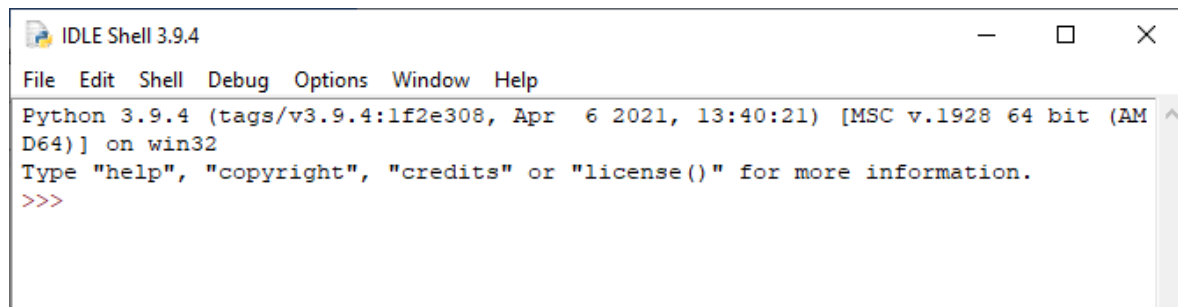 IDLE Shell 3.9.4
File Edit Shell Debug Options Window Help
Python 3.9.4 (tags/v3.9.4:1f2e308, Apr  6 2021, 13:40:21) [MSC v.1928 64 bit (AM
D64)] on win32
Type "help", "copyright", "credits" or "license()" for more information.
>>>